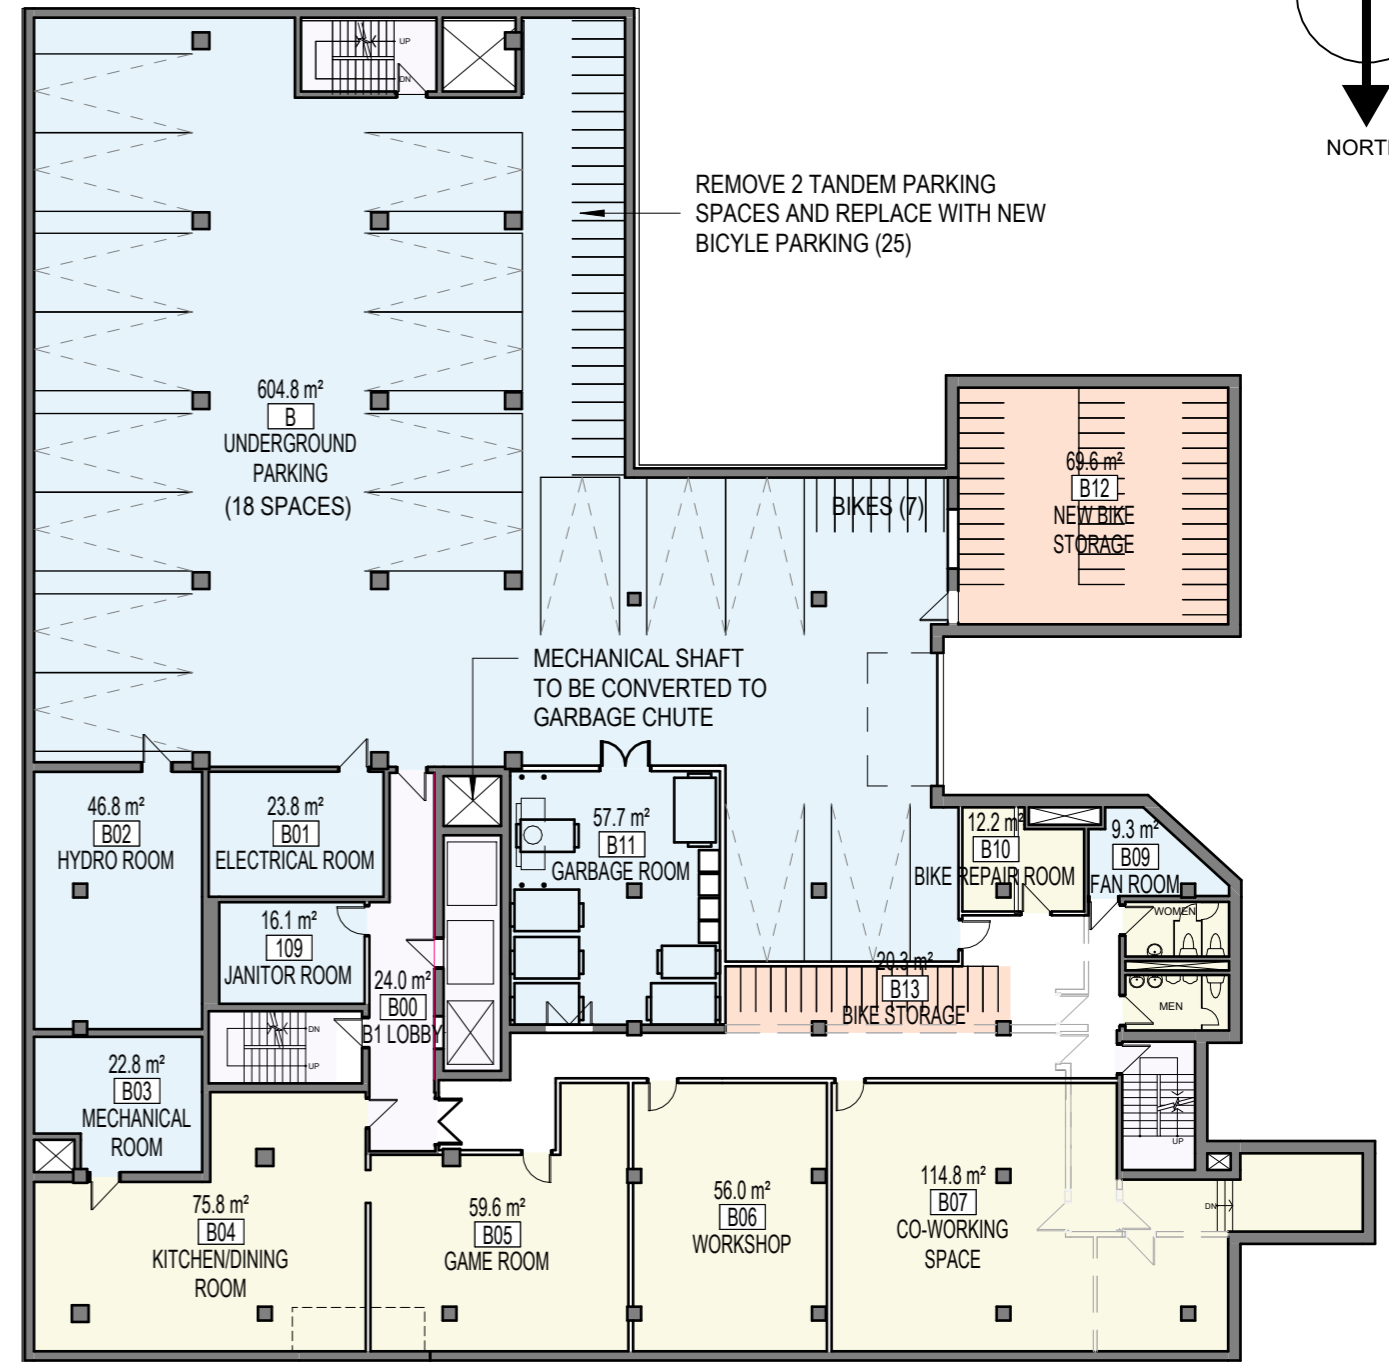 UP
DN
NORTH
REMOVE 2 TANDEM PARKING
SPACES AND REPLACE WITH NEW
BICYLE PARKING (25)
604.8 m²
B
UNDERGROUND
PARKING
(18 SPACES)
BIKES (7)
69.6 m²
B12
NEW BIKE
STORAGE
MECHANICAL SHAFT
TO BE CONVERTED TO
GARBAGE CHUTE
46.8 m²
B02
HYDRO ROOM
23.8 m²
B01
ELECTRICAL ROOM
57.7 m²
B11
GARBAGE ROOM
12.2 m²
B10
BIKE REPAIR ROOM
9.3 m²
B09
FAN ROOM
WOMEN
MEN
16.1 m²
109
JANITOR ROOM
24.0 m²
B00
B1 LOBBY
20.3 m²
B13
BIKE STORAGE
DN
UP
22.8 m²
B03
MECHANICAL
ROOM
UP
75.8 m²
B04
KITCHEN/DINING
ROOM
59.6 m²
B05
GAME ROOM
56.0 m²
B06
WORKSHOP
114.8 m²
B07
CO-WORKING
SPACE
DN